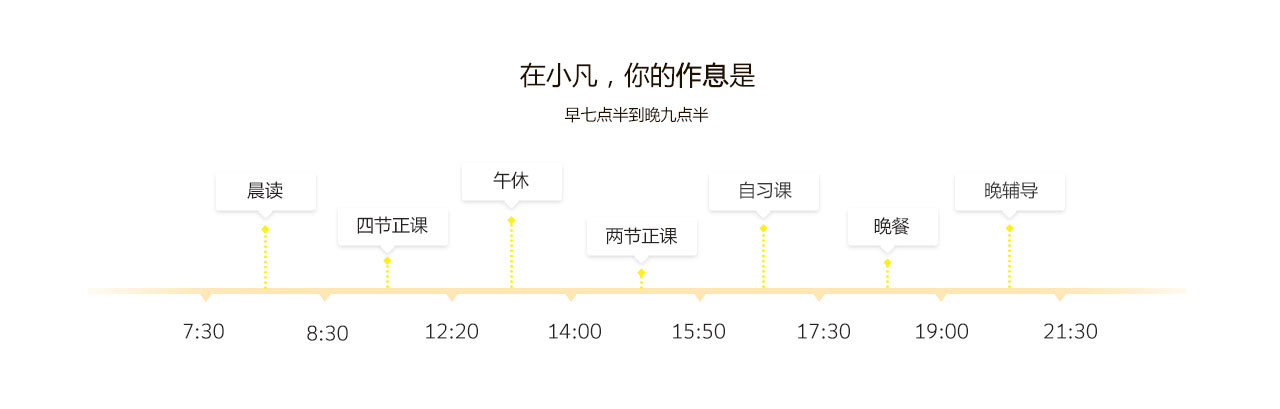 在小凡，你的作息是
早七点半到晚九点半
晨读
四节正课
午休
两节正课
自习课
晚餐
晚辅导
7:30
8:30
12:20
14:00
15:50
17:30
19:00
21:30